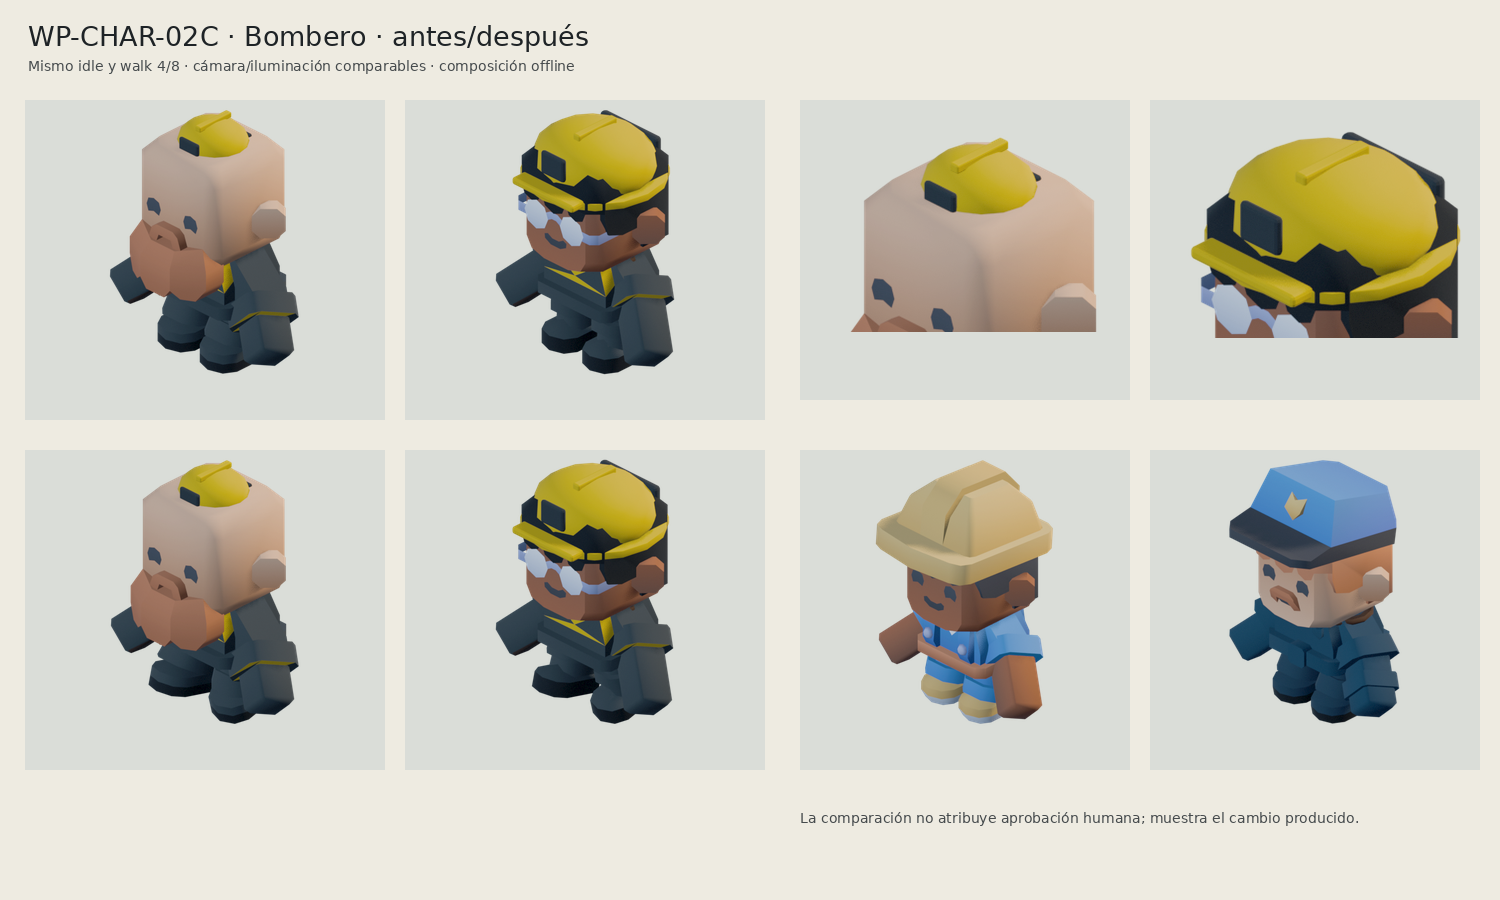 WP-CHAR-02C · Bombero · antes/después
Mismo idle y walk 4/8 · cámara/iluminación comparables · composición offline
La comparación no atribuye aprobación humana; muestra el cambio producido.